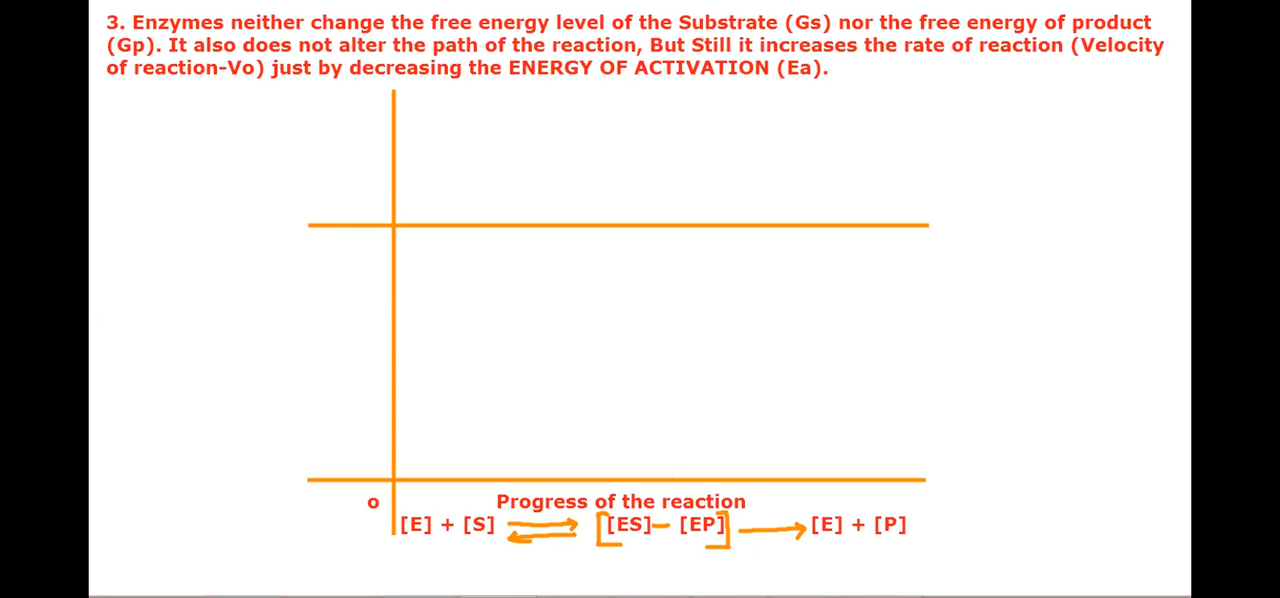 3. Enzymes neither change the free energy level of the Substrate (Gs) nor the free energy of product
(Gp). It also does not alter the path of the reaction, But Still it increases the rate of reaction (Velocity
of reaction-Vo) just by decreasing the ENERGY OF ACTIVATION (Ea).
o Progress of the reaction
[E] + [S] ⇌ [[ES]- [EP]] → [E] + [P]